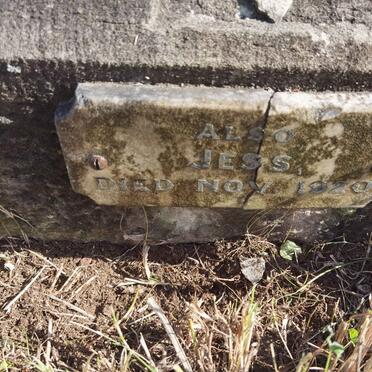 ALSO
JESS
DIED NOV. 1920